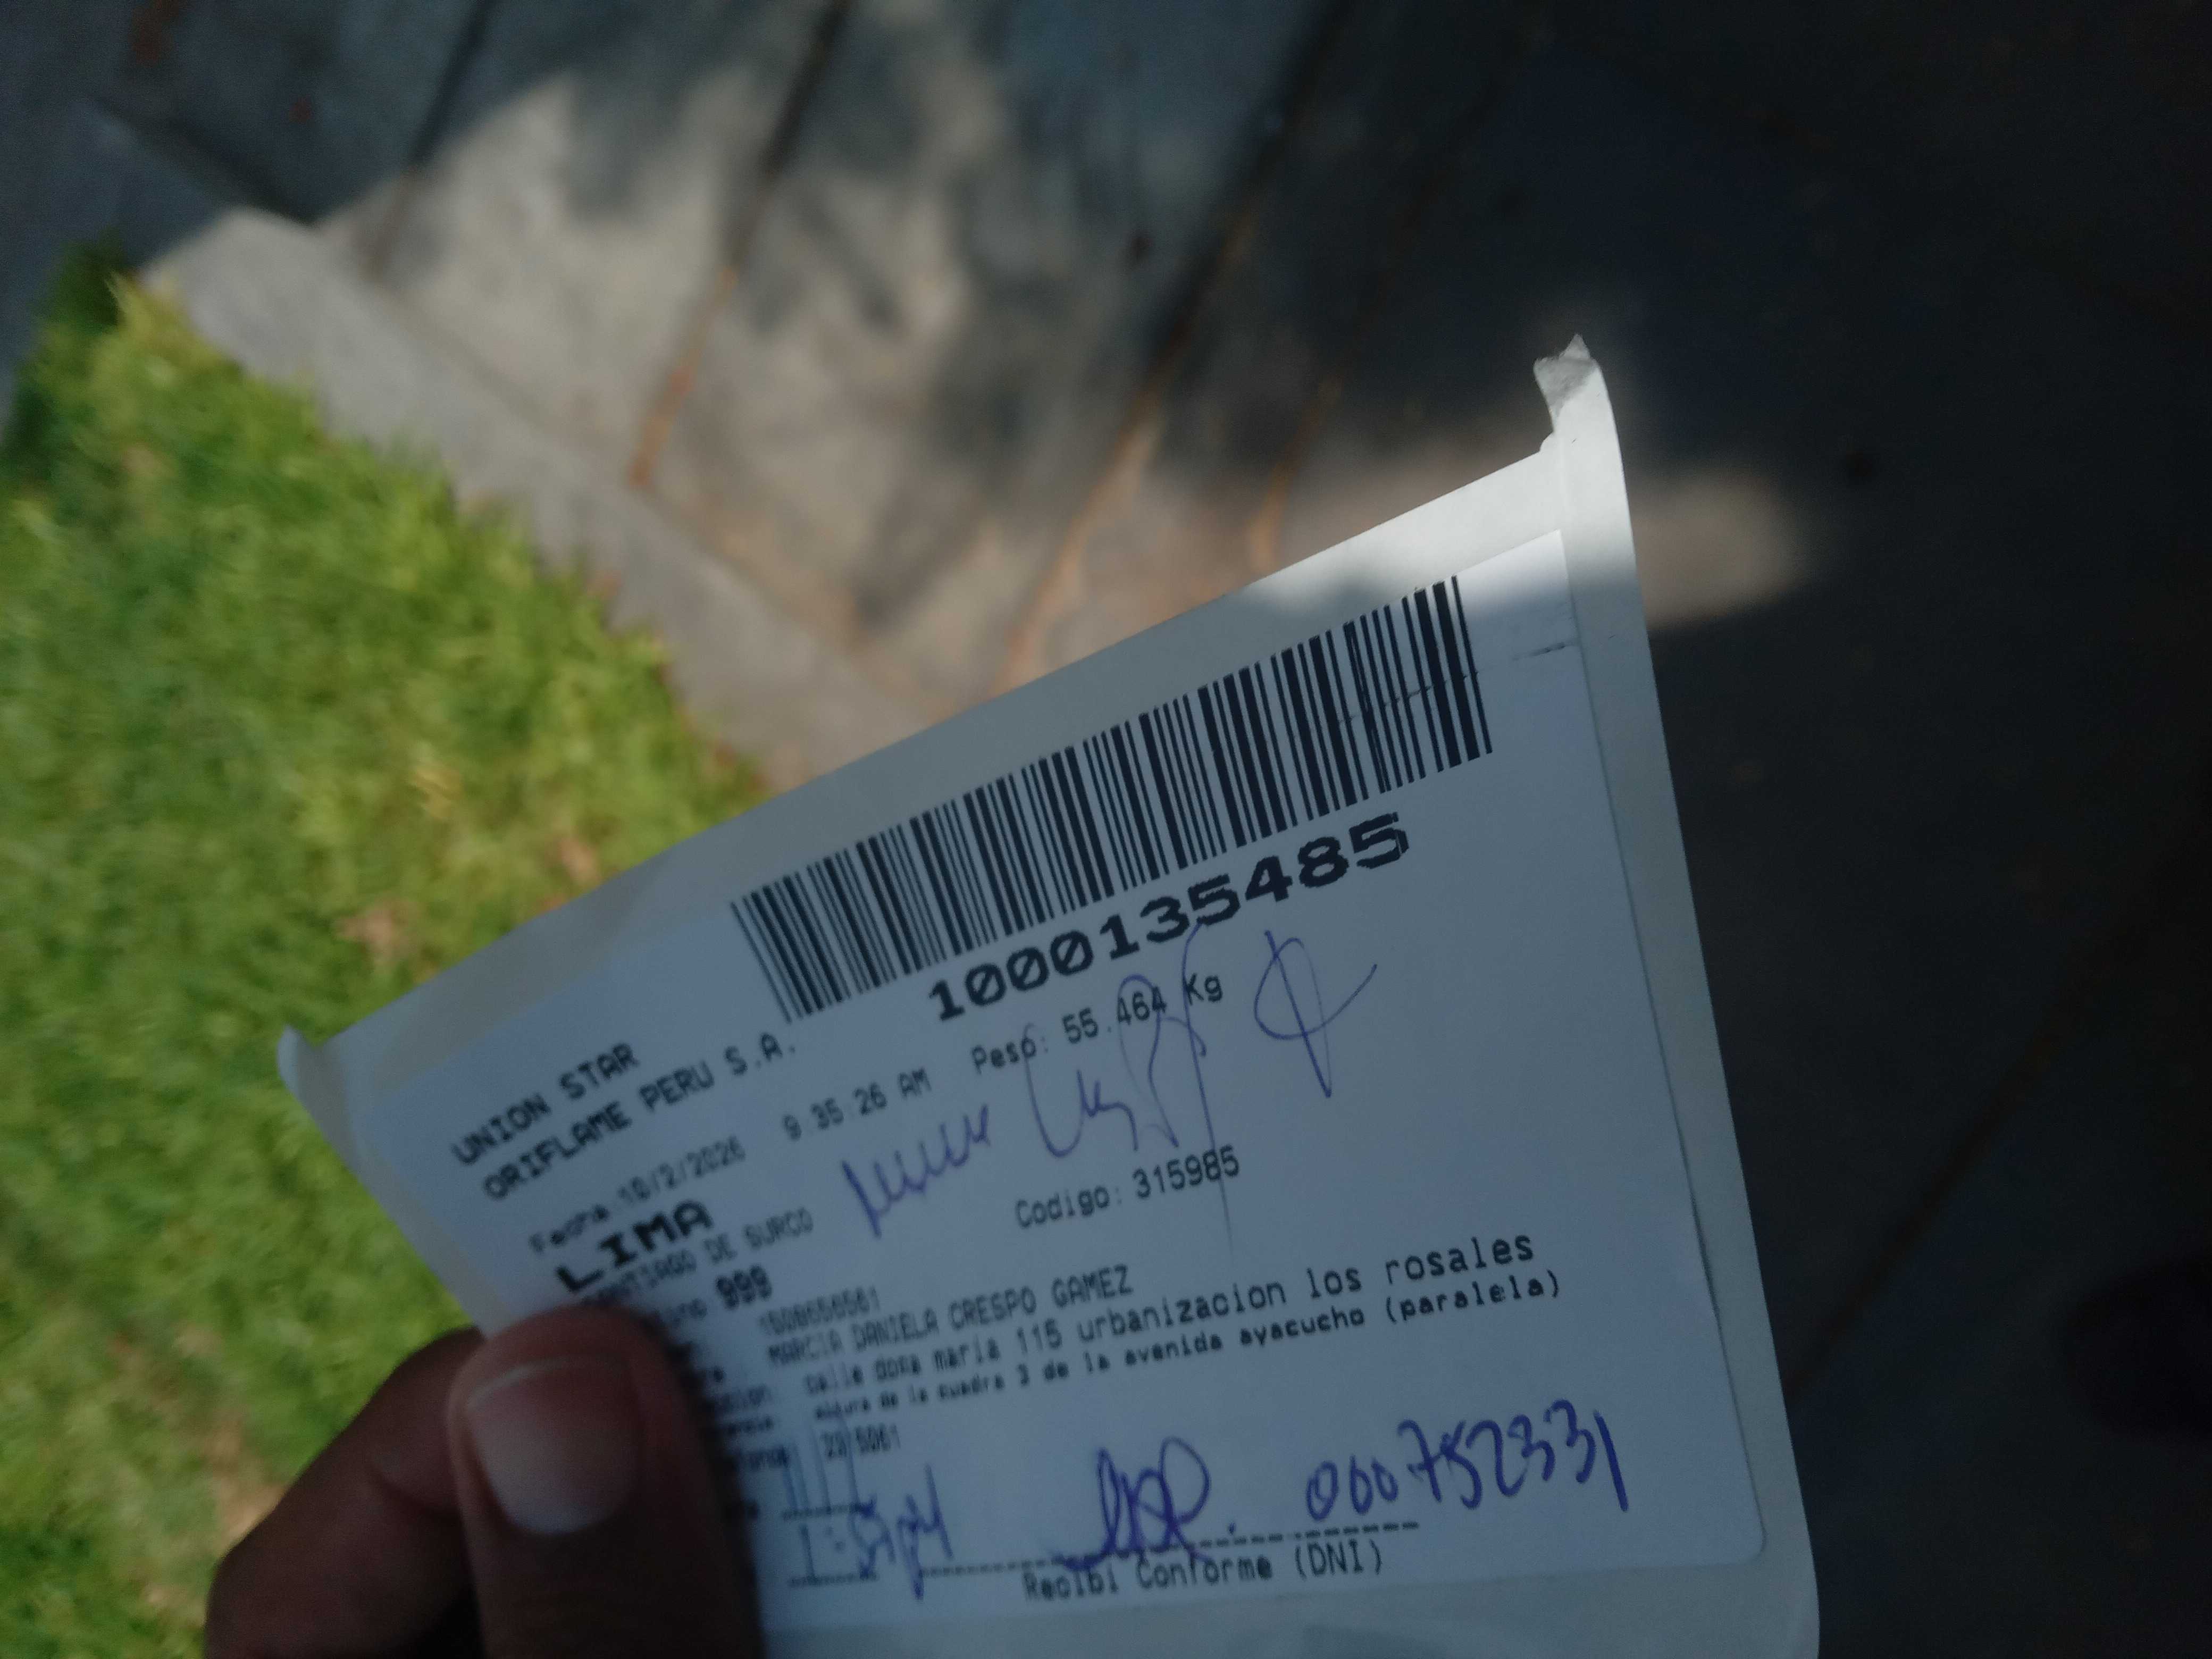 1000135485
UNION STAR
ORIFLAME PERU S.A.
Fecha 10/2/2026 9:35:26 AM Peso: 55.464 Kg
LIMA
SANTIAGO DE SURCO Codigo: 315985
999
MARCIA DANIELA CRESPO GAMEZ
calle dona maria 115 urbanizacion los rosales
altura de la cuadra 3 de la avenida ayacucho (paralela)
000752331
Recibi Conforme (DNI)